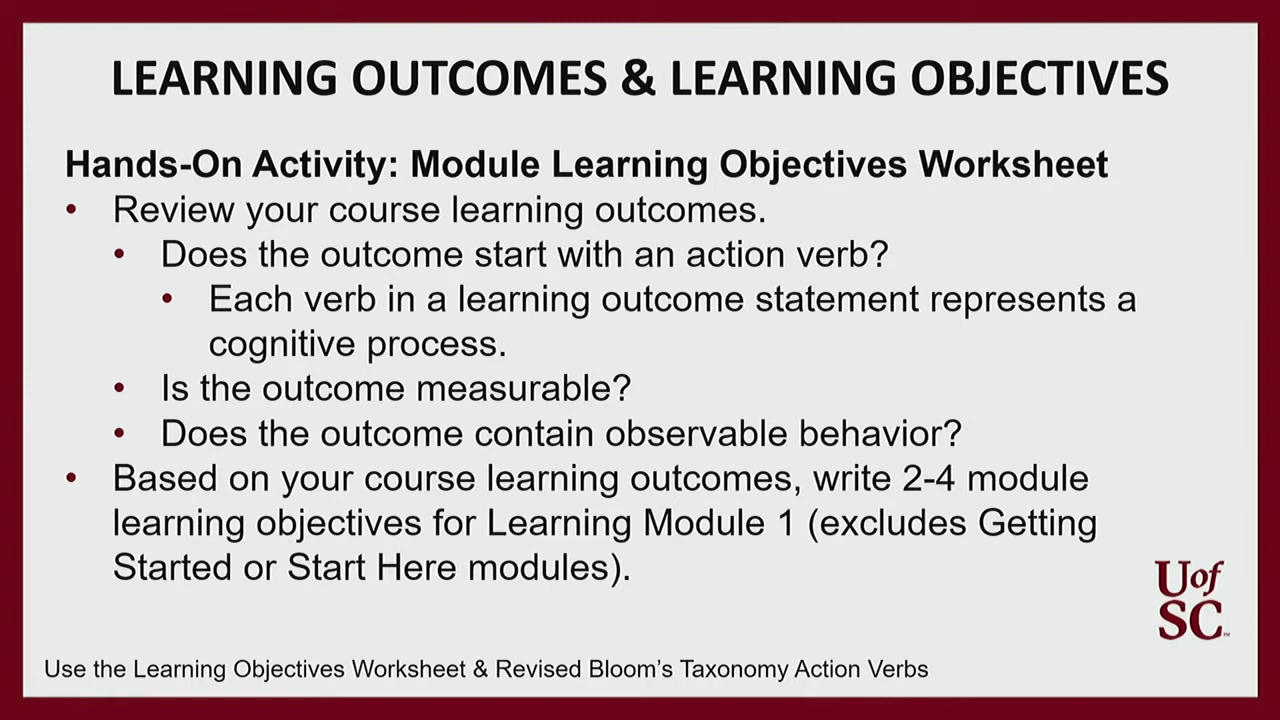 LEARNING OUTCOMES & LEARNING OBJECTIVES
Hands-On Activity: Module Learning Objectives Worksheet
• Review your course learning outcomes.
• Does the outcome start with an action verb?
• Each verb in a learning outcome statement represents a
cognitive process.
• Is the outcome measurable?
• Does the outcome contain observable behavior?
• Based on your course learning outcomes, write 2-4 module
learning objectives for Learning Module 1 (excludes Getting
Started or Start Here modules).
Uof
SC™
Use the Learning Objectives Worksheet & Revised Bloom’s Taxonomy Action Verbs